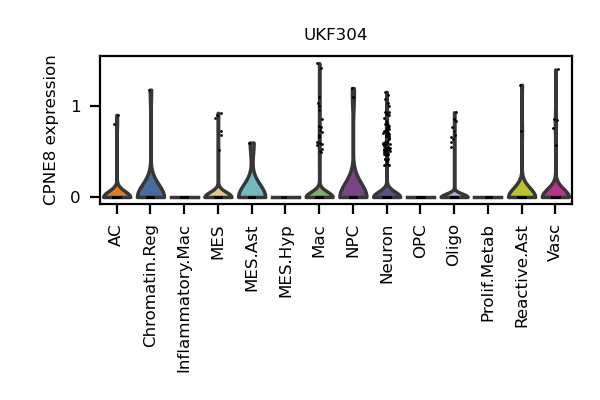 UKF304
CPNE8 expression
1
0
AC
Chromatin.Reg
Inflammatory.Mac
MES
MES.Ast
MES.Hyp
Mac
NPC
Neuron
OPC
Oligo
Prolif.Metab
Reactive.Ast
Vasc